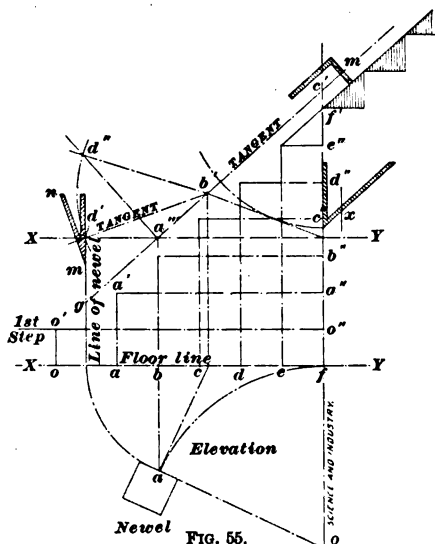 m
c'
TANGENT
f'
e''
d''
b'
d''
n
d'
TANGENT
a'''
c
x
X
Y
m
b''
g
a'
a''
Line of newel
1st
Step
o'
o''
Floor line
-X
o
a
b
c
d
e
f
Y
Elevation
a
Newel
SCIENCE AND INDUSTRY.
O
FIG. 55.